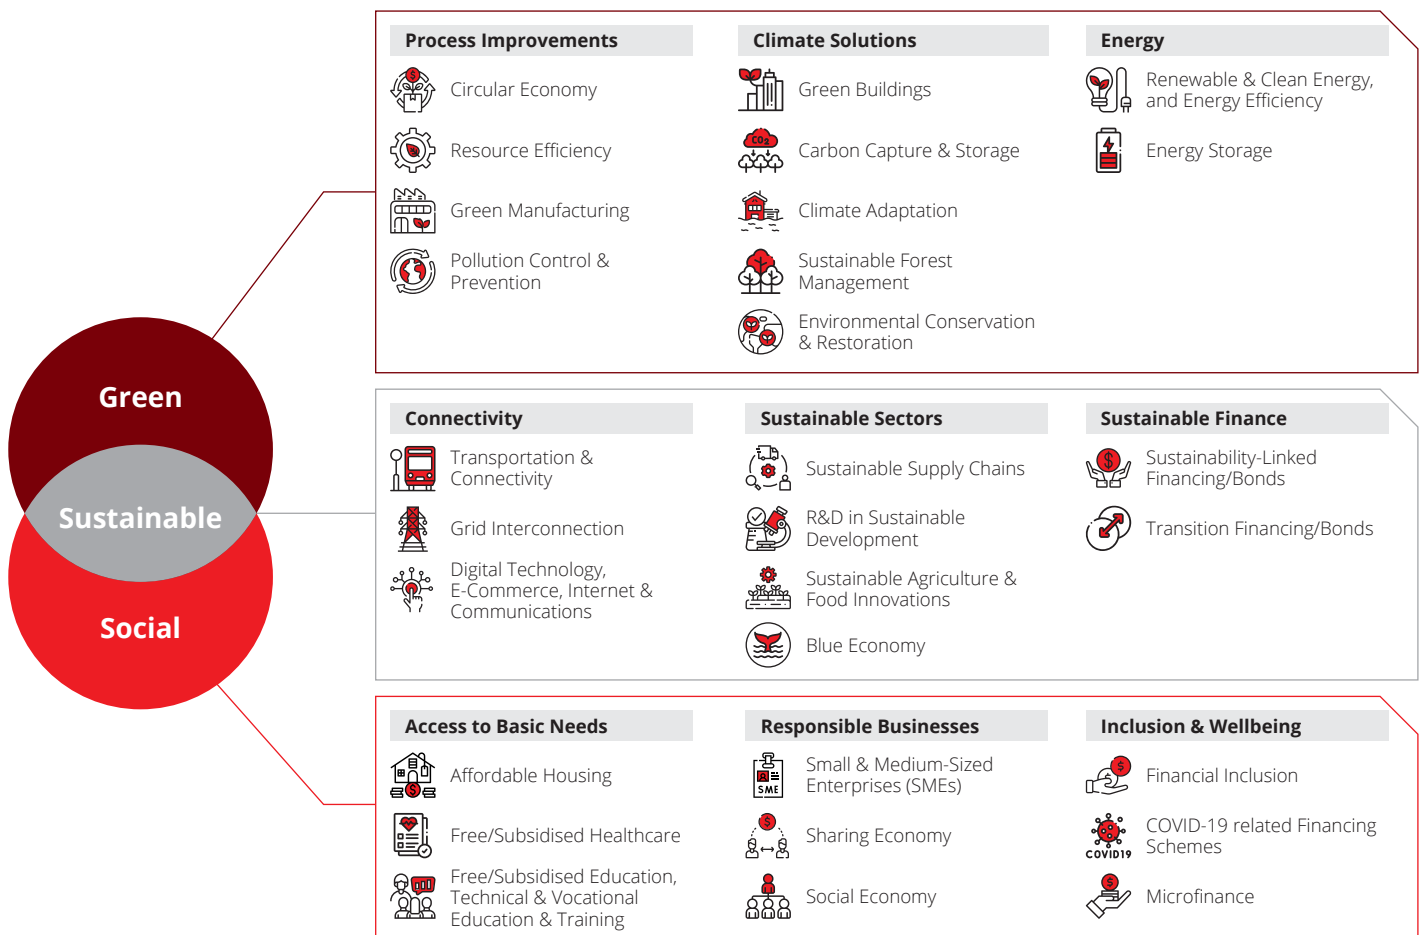 Green
Sustainable
Social
Process Improvements
Circular Economy
Resource Efficiency
Green Manufacturing
Pollution Control &
Prevention
Climate Solutions
Green Buildings
CO2
Carbon Capture & Storage
Climate Adaptation
Sustainable Forest
Management
Environmental Conservation
& Restoration
Energy
Renewable & Clean Energy,
and Energy Efficiency
Energy Storage
Connectivity
Transportation &
Connectivity
Grid Interconnection
Digital Technology,
E-Commerce, Internet &
Communications
Sustainable Sectors
Sustainable Supply Chains
R&D in Sustainable
Development
Sustainable Agriculture &
Food Innovations
Blue Economy
Sustainable Finance
$
Sustainability-Linked
Financing/Bonds
Transition Financing/Bonds
Access to Basic Needs
Affordable Housing
Free/Subsidised Healthcare
Free/Subsidised Education,
Technical & Vocational
Education & Training
Responsible Businesses
SME
Small & Medium-Sized
Enterprises (SMEs)
$
Sharing Economy
Social Economy
Inclusion & Wellbeing
$
Financial Inclusion
COVID19
COVID-19 related Financing
Schemes
$
Microfinance